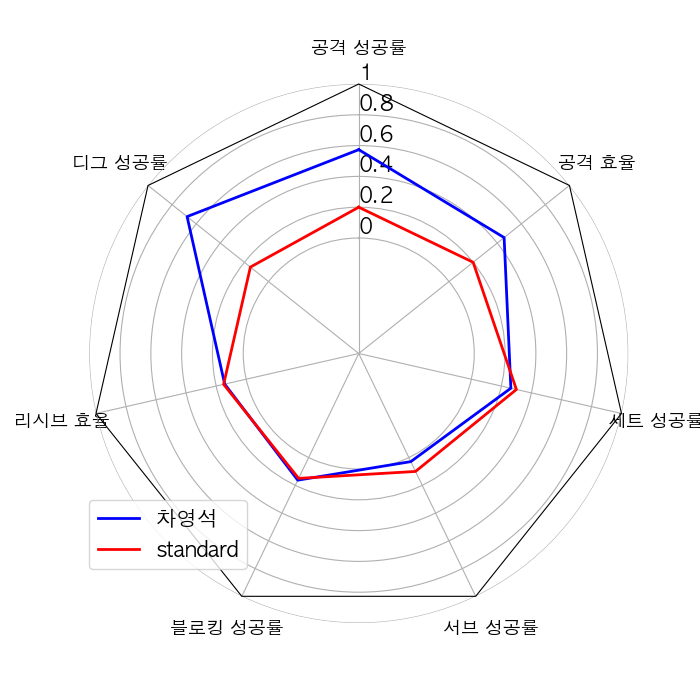 공격 성공률
1
0.8
0.6
0.4
0.2
0
디그 성공률
공격 효율
리시브 효율
세트 성공률
차영석
standard
블로킹 성공률
서브 성공률